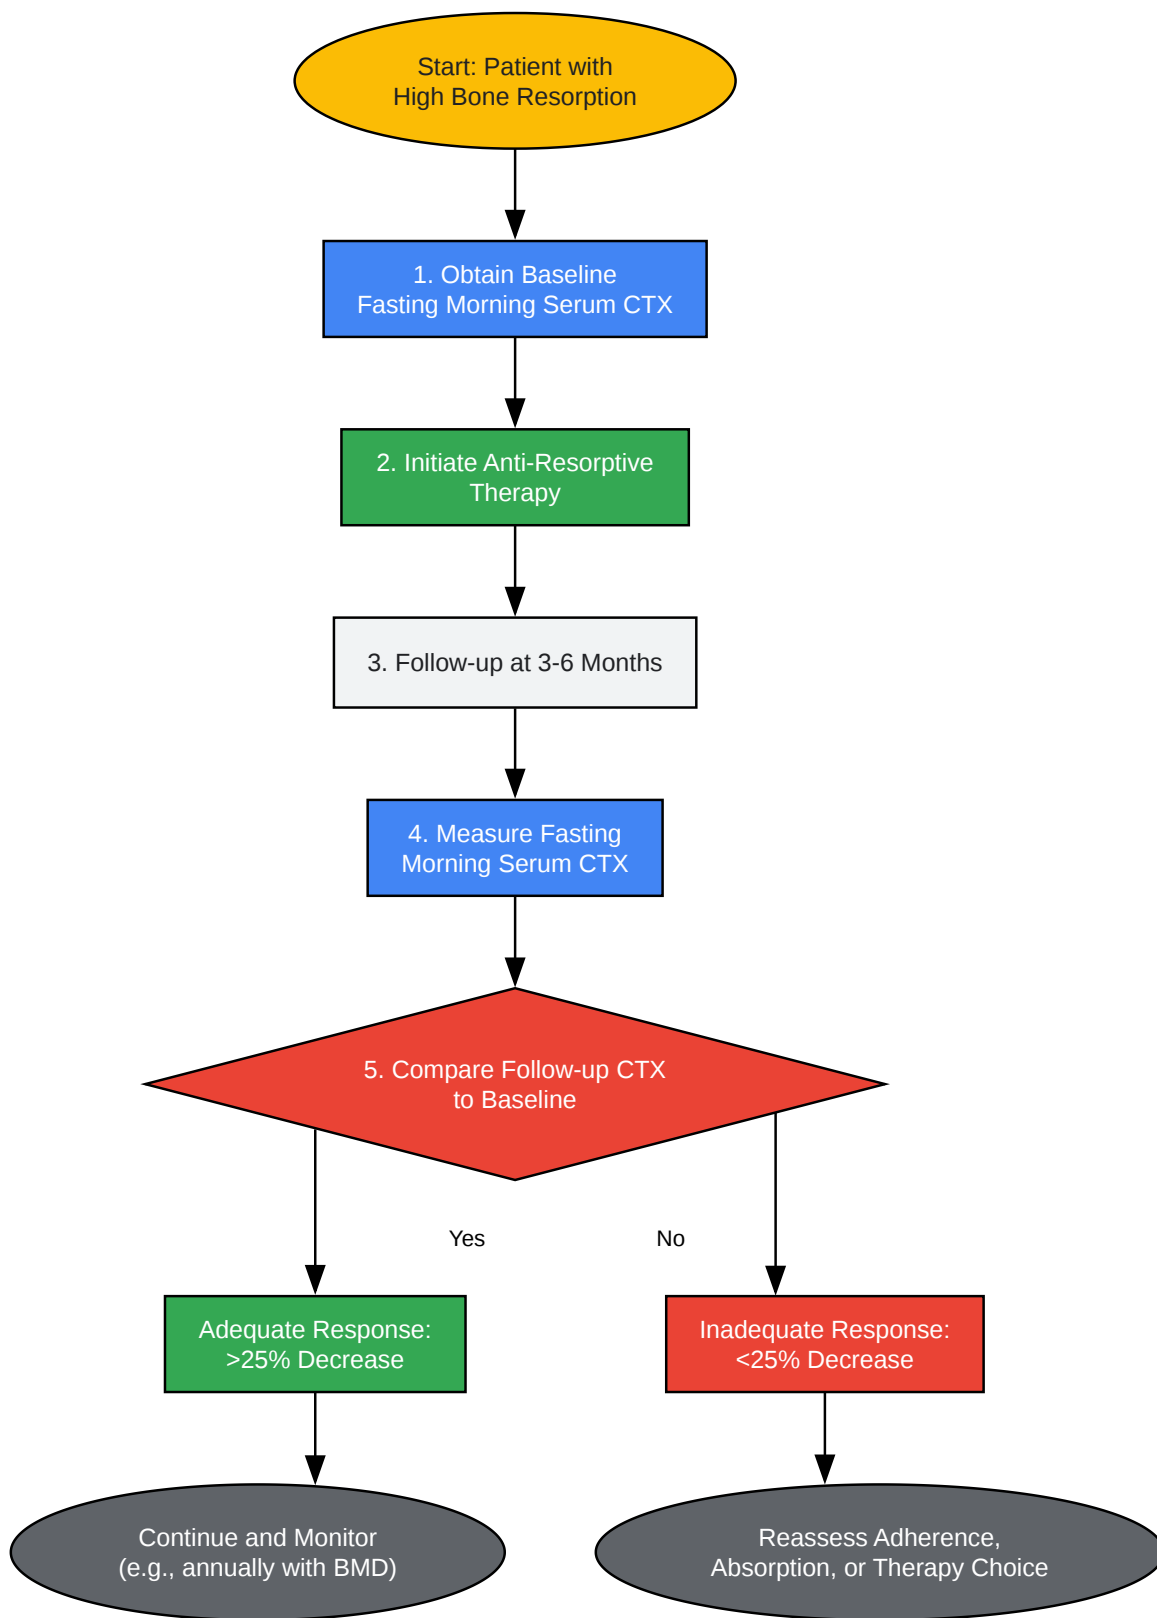 Start: Patient with
High Bone Resorption
1. Obtain Baseline
Fasting Morning Serum CTX
2. Initiate Anti-Resorptive
Therapy
3. Follow-up at 3-6 Months
4. Measure Fasting
Morning Serum CTX
5. Compare Follow-up CTX
to Baseline
Yes
No
Adequate Response:
>25% Decrease
Inadequate Response:
<25% Decrease
Continue and Monitor
(e.g., annually with BMD)
Reassess Adherence,
Absorption, or Therapy Choice